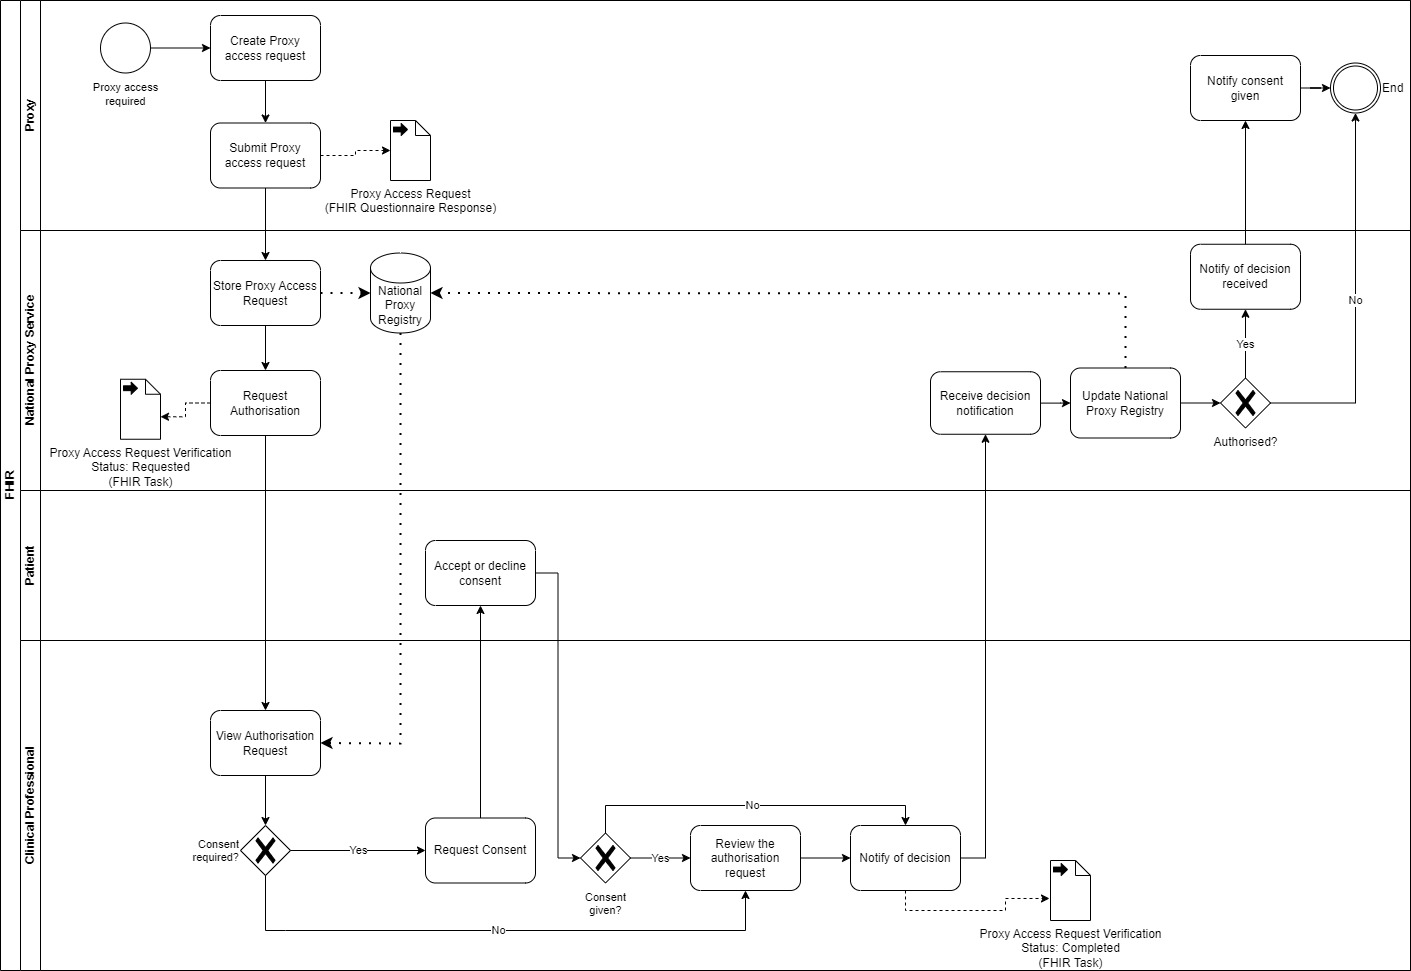 FHIR
Proxy
Proxy access
required
Create Proxy
access request
Submit Proxy
access request
Proxy Access Request
(FHIR Questionnaire Response)
Notify consent
given
End
National Proxy Service
Store Proxy Access
Request
National
Proxy
Registry
Request
Authorisation
Proxy Access Request Verification
Status: Requested
(FHIR Task)
Receive decision
notification
Update National
Proxy Registry
Authorised?
Yes
Notify of decision
received
No
Patient
Accept or decline
consent
Clinical Professional
View Authorisation
Request
Consent
required?
Yes
Request Consent
No
Consent
given?
Yes
No
Review the
authorisation
request
Notify of decision
Proxy Access Request Verification
Status: Completed
(FHIR Task)